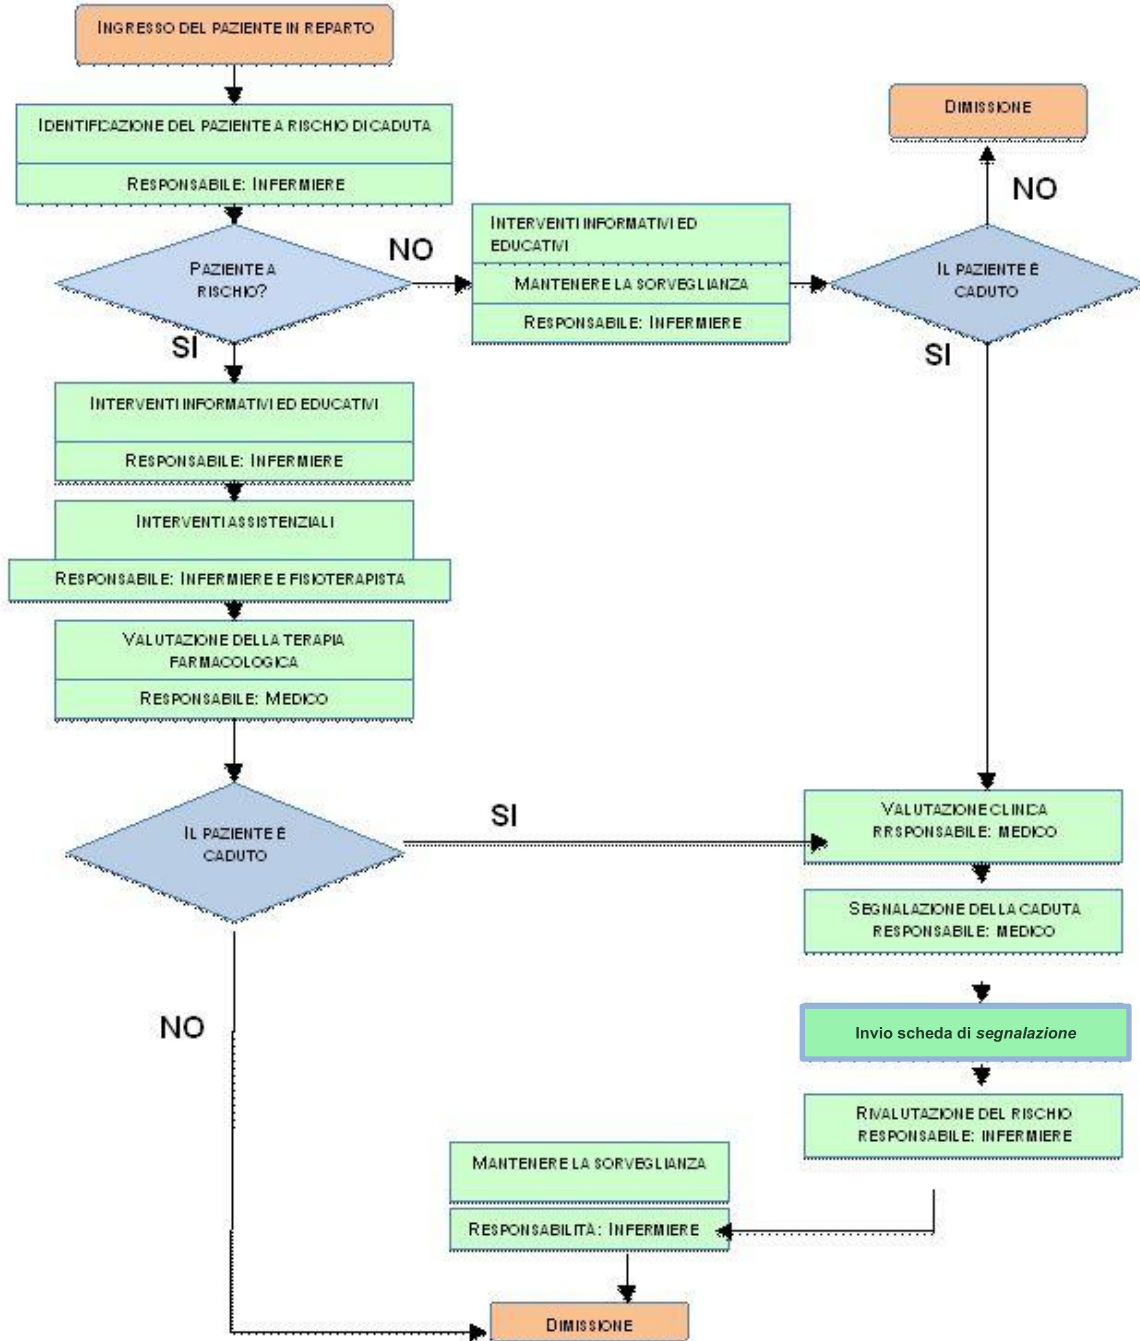 INGRESSO DEL PAZIENTE IN REPARTO
IDENTIFICAZIONE DEL PAZIENTE A RISCHIO DI CADUTA
RESPONSABILE: INFERMIERE
PAZIENTE A
RISCHIO?
NO
INTERVENTI INFORMATIVI ED
EDUCATIVI
MANTENERE LA SORVEGLIANZA
RESPONSABILE: INFERMIERE
IL PAZIENTE È
CADUTO
NO
DIMISSIONE
SI
SI
INTERVENTI INFORMATIVI ED EDUCATIVI
RESPONSABILE: INFERMIERE
INTERVENTI ASSISTENZIALI
RESPONSABILE: INFERMIERE E FISIOTERAPISTA
VALUTAZIONE DELLA TERAPIA
FARMACOLOGICA
RESPONSABILE: MEDICO
IL PAZIENTE È
CADUTO
SI
VALUTAZIONE CLINICA
RRSPONSABILE: MEDICO
SEGNALAZIONE DELLA CADUTA
RESPONSABILE: MEDICO
Invio scheda di segnalazione
RIVALUTAZIONE DEL RISCHIO
RESPONSABILE: INFERMIERE
NO
MANTENERE LA SORVEGLIANZA
RESPONSABILITÀ: INFERMIERE
DIMISSIONE